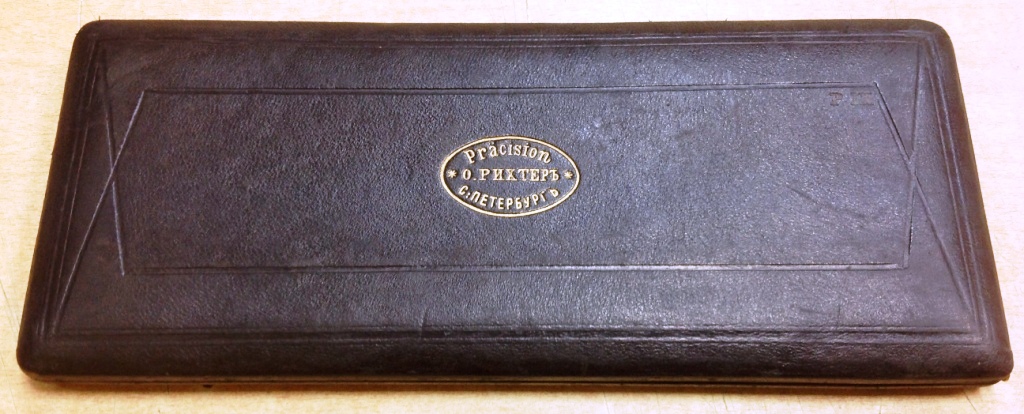 Präcision
* О. РИХТЕРЪ *
С. ПЕТЕРБУРГЪ